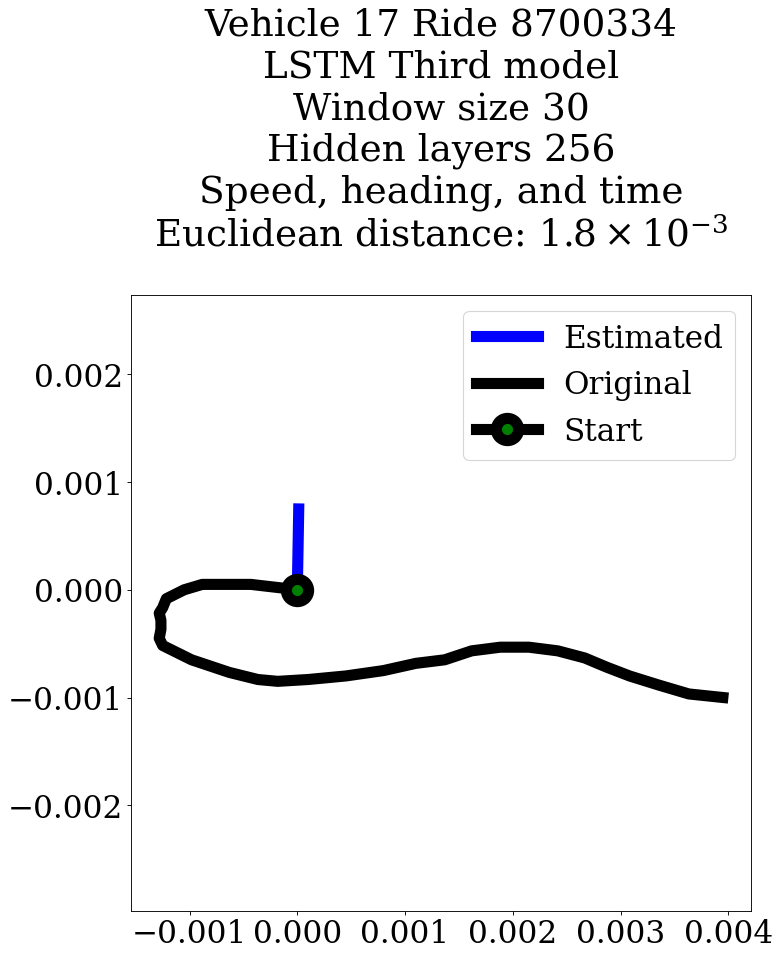 Vehicle 17 Ride 8700334
LSTM Third model
Window size 30
Hidden layers 256
Speed, heading, and time
Euclidean distance: 1.8 × 10⁻³
Estimated
Original
Start
0.002
0.001
0.000
−0.001
−0.002
−0.001 0.000 0.001 0.002 0.003 0.004